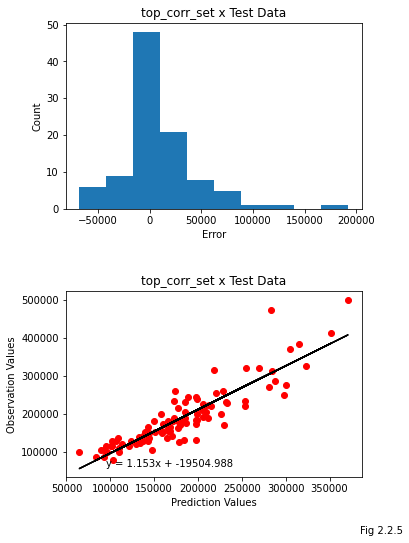 top_corr_set x Test Data
50
40
30
20
10
0
Count
−50000 0 50000 100000 150000 200000
Error
top_corr_set x Test Data
500000
400000
300000
200000
100000
Observation Values
y = 1.153x + -19504.988
50000 100000 150000 200000 250000 300000 350000
Prediction Values
Fig 2.2.5